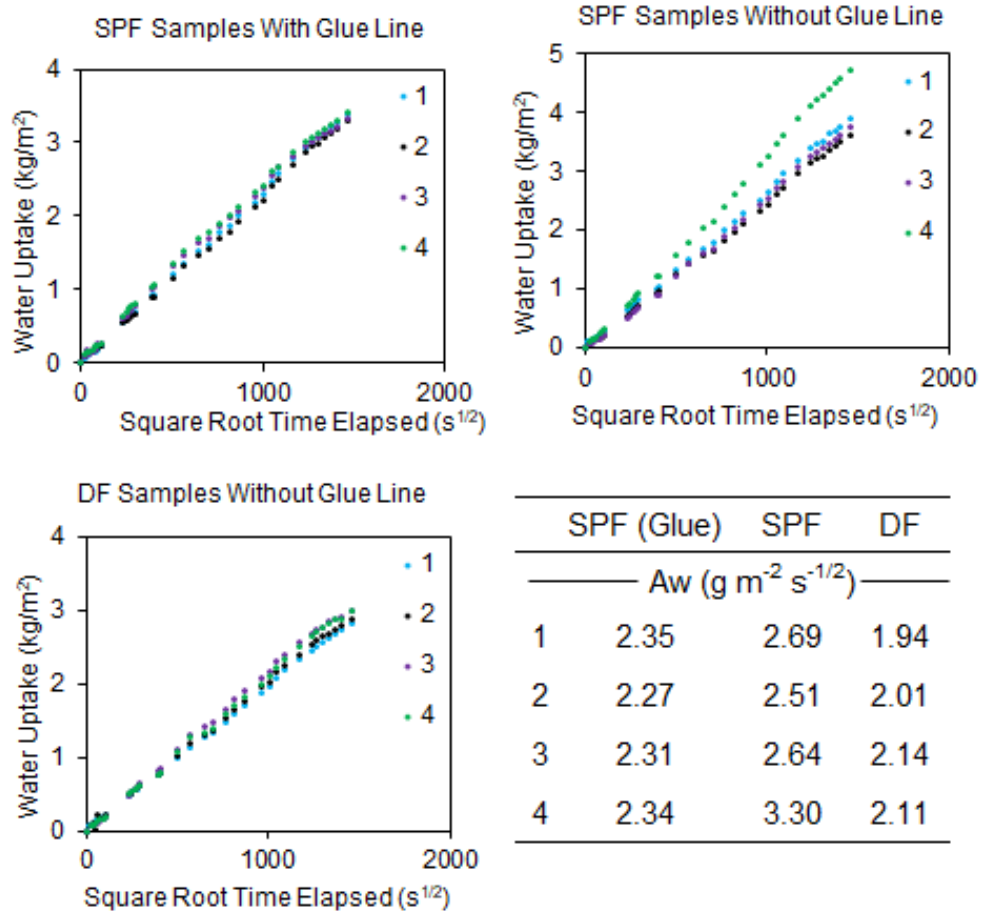 SPF Samples With Glue Line
4
3
2
1
0
Water Uptake (kg/m²)
1
2
3
4
0
1000
2000
Square Root Time Elapsed (s^1/2)
SPF Samples Without Glue Line
5
4
3
2
1
0
Water Uptake (kg/m²)
1
2
3
4
0
1000
2000
Square Root Time Elapsed (s^1/2)
DF Samples Without Glue Line
4
3
2
1
0
Water Uptake (kg/m²)
1
2
3
4
0
1000
2000
Square Root Time Elapsed (s^1/2)
SPF (Glue) SPF DF
Aw (g m^-2 s^-1/2)
1 2.35 2.69 1.94
2 2.27 2.51 2.01
3 2.31 2.64 2.14
4 2.34 3.30 2.11